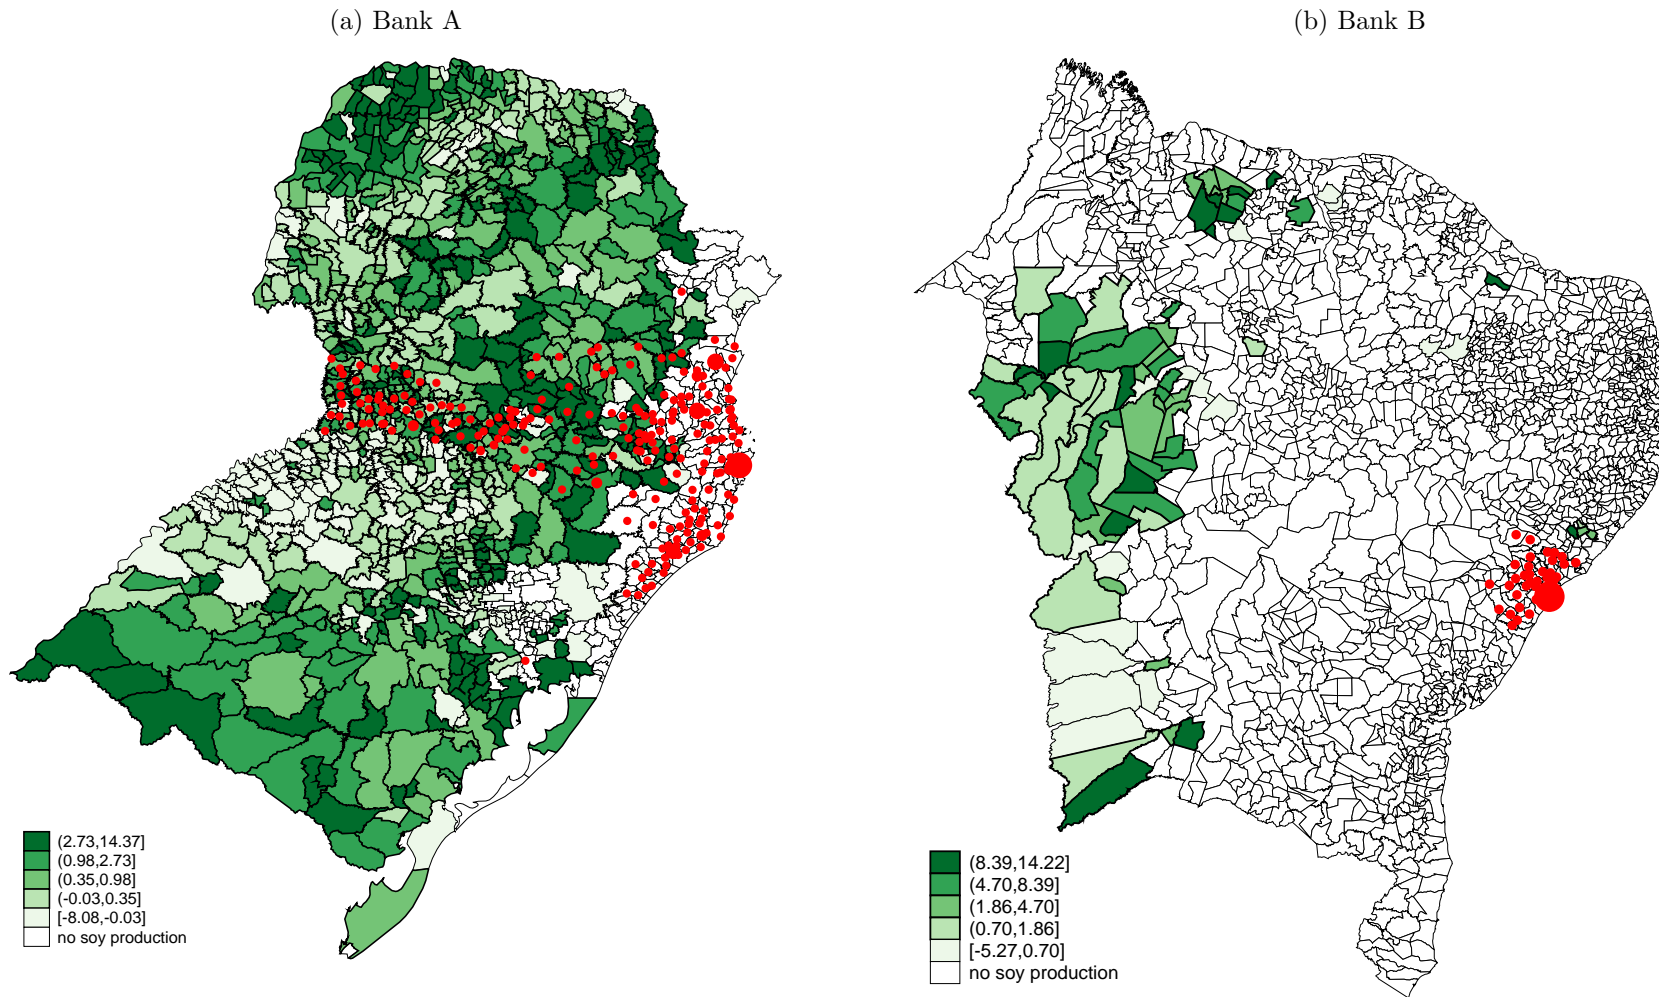 (a) Bank A
(2.73,14.37]
(0.98,2.73]
(0.35,0.98]
(-0.03,0.35]
[-8.08,-0.03]
no soy production
(b) Bank B
(8.39,14.22]
(4.70,8.39]
(1.86,4.70]
(0.70,1.86]
[-5.27,0.70]
no soy production